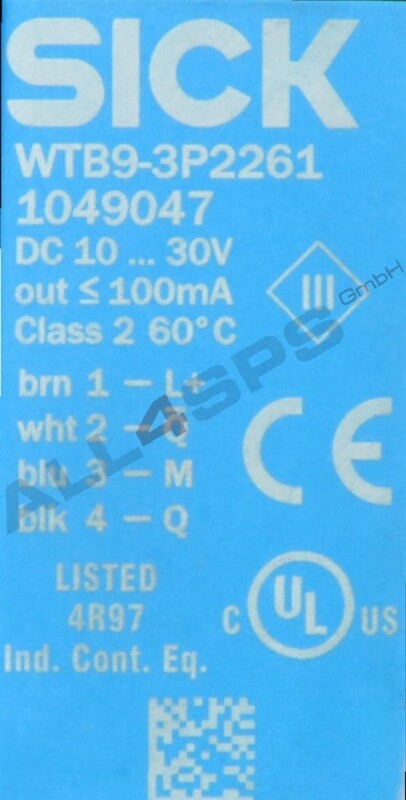 SICK
WTB9-3P2261
1049047
DC 10 ... 30V
out ≤ 100mA
Class 2 60°C
III
brn 1 – L+
wht 2 – Q
blu 3 – M
blk 4 – Q
CE
LISTED
4R97
Ind. Cont. Eq.
C UL US
ALL4SPS GmbH